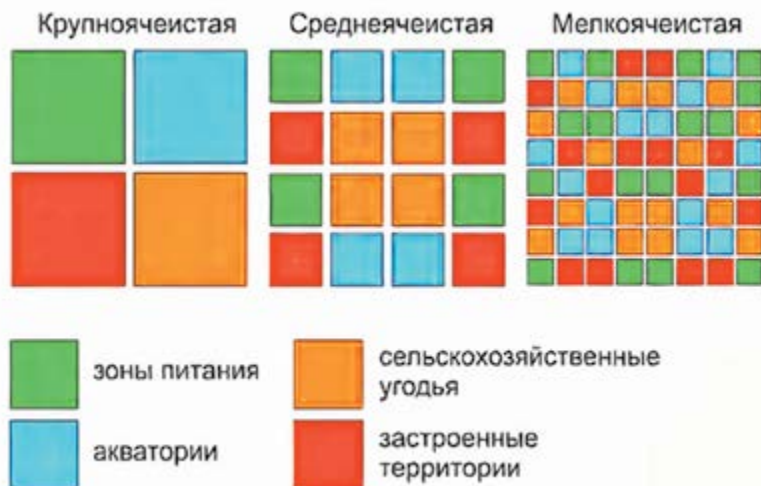 Крупноячеистая Среднеячеистая Мелкоячеистая
зоны питания
сельскохозяйственные
угодья
акватории
застроенные
территории